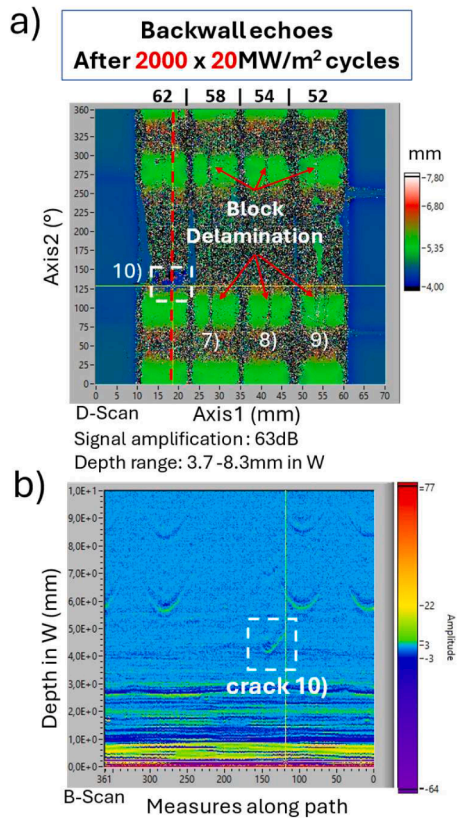 a)
Backwall echoes
After 2000 x 20MW/m² cycles
62 | 58 | 54 | 52
Axis2 (°)
360
350
325
300
275
250
225
200
175
150
125
100
75
50
25
0
Block
Delamination
10)
7)
8)
9)
mm
7,80
6,80
5,35
4,00
0 5 10 15 20 25 30 35 40 45 50 55 60 65 70
D-Scan
Axis1 (mm)
Signal amplification: 63dB
Depth range: 3.7-8.3mm in W
b)
Depth in W (mm)
1,0E+1
9,0E+0
8,0E+0
7,0E+0
6,0E+0
5,0E+0
4,0E+0
3,0E+0
2,0E+0
1,0E+0
0,0E+0
crack 10)
77
22
3
-3
-64
Amplitude
361 300 250 200 150 100 50 0
B-Scan
Measures along path